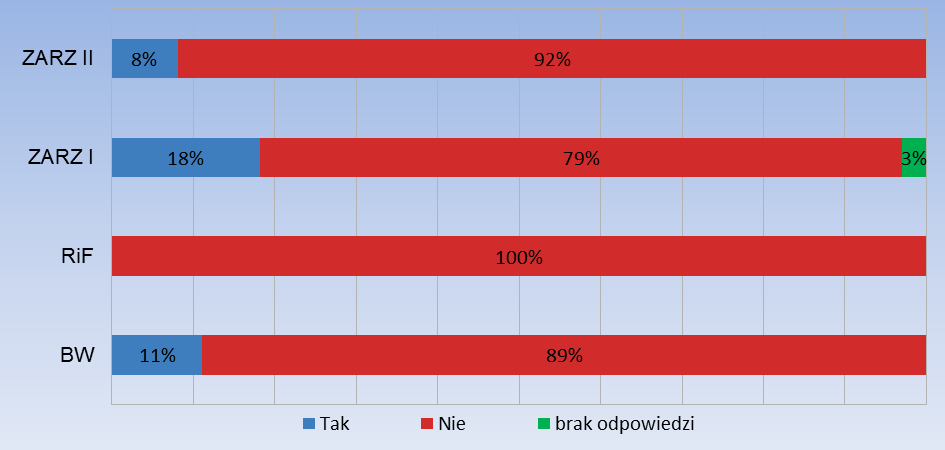 ZARZ II 8% 92%
ZARZ I 18% 79% 3%
RiF 100%
BW 11% 89%
Tak Nie brak odpowiedzi